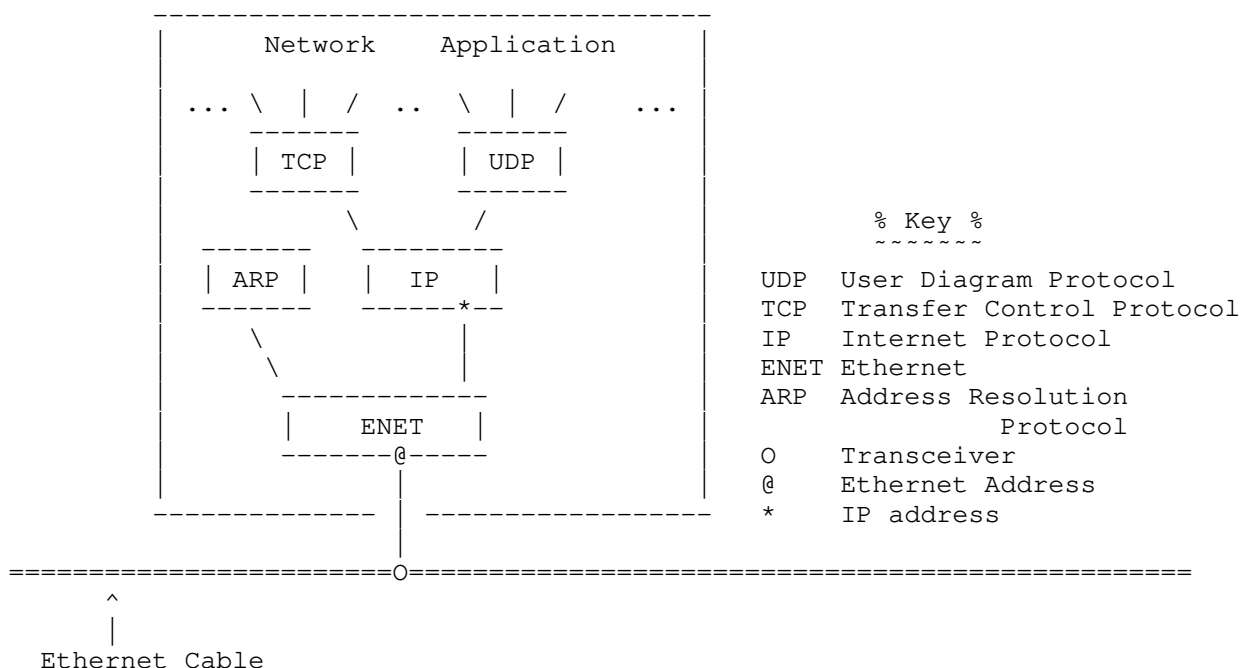 Network Application
... \ | / .. \ | / ...
| TCP | | UDP |
% Key %
~~~~~~~
| ARP | | IP |
UDP User Diagram Protocol
*
TCP Transfer Control Protocol
IP Internet Protocol
ENET Ethernet
ARP Address Resolution
| ENET |
Protocol
@
O Transceiver
@ Ethernet Address
* IP address
O
^
|
Ethernet Cable